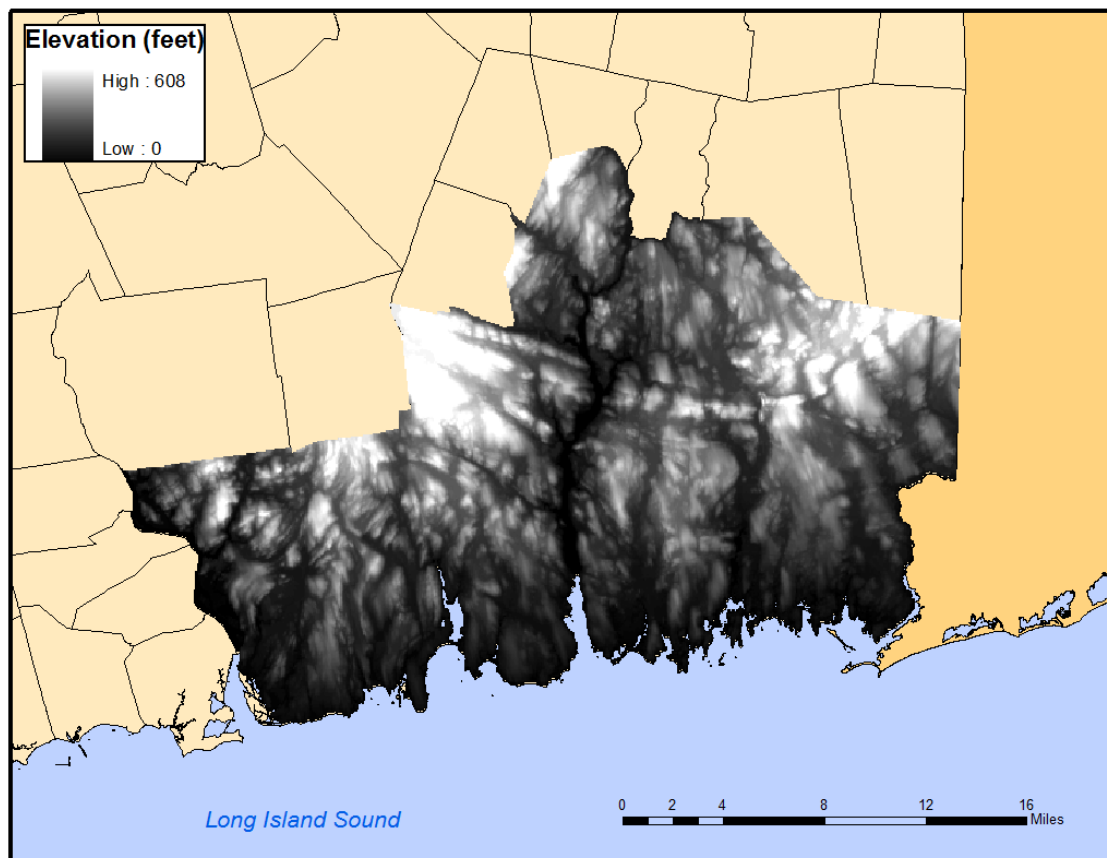 Elevation (feet)
High : 608
Low : 0
Long Island Sound
0 2 4 8 12 16
Miles